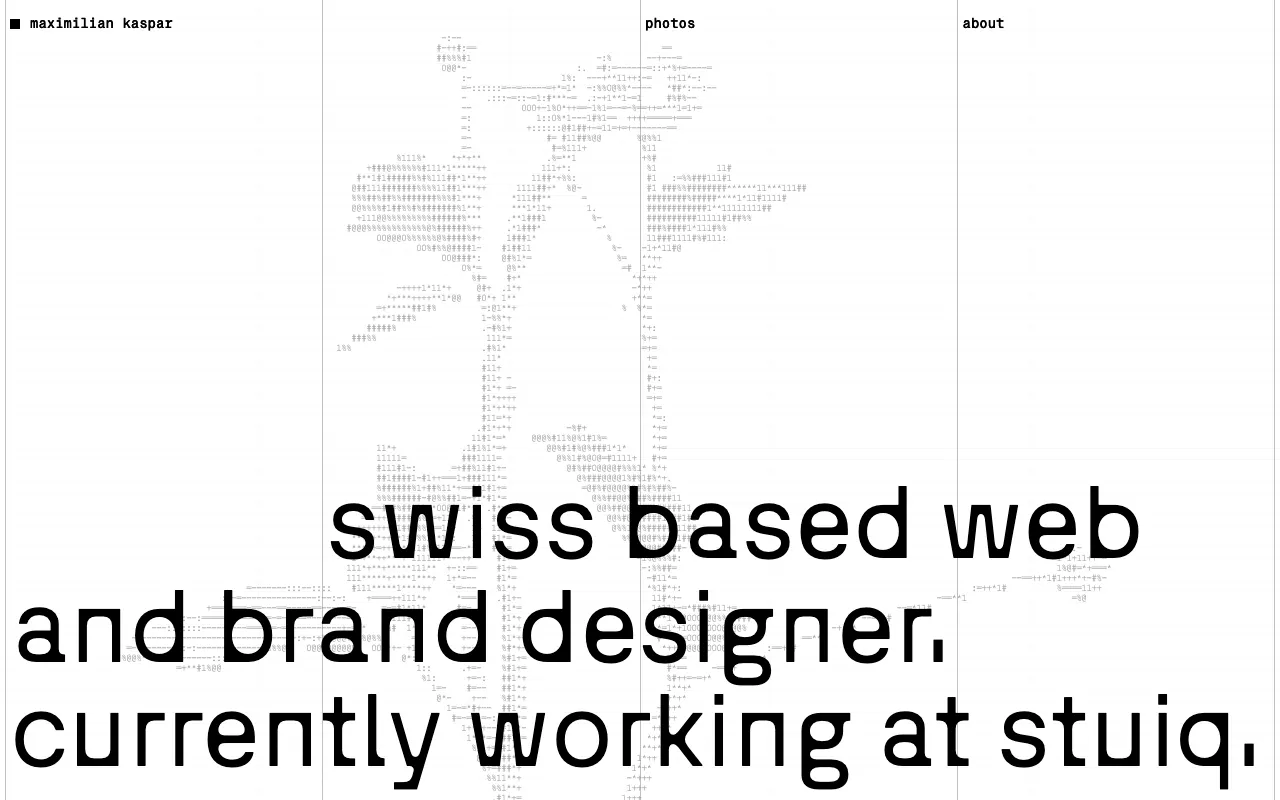 maximilian kaspar
photos
about
swiss based web
and brand designer.
currently working at stuiq.